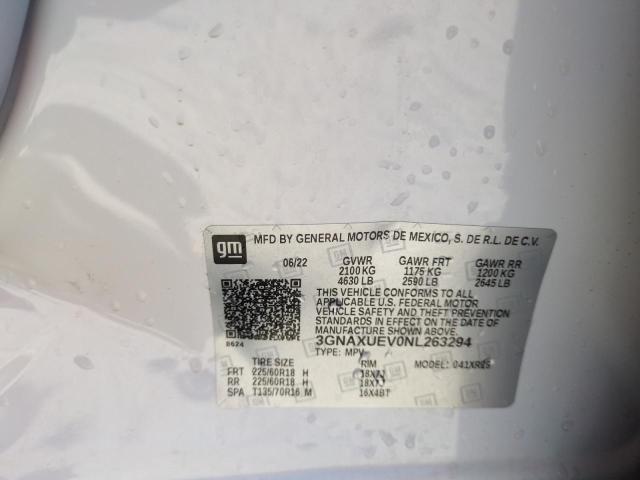 gm MFD BY GENERAL MOTORS DE MEXICO, S. DE R.L. DE C.V.
06/22 GVWR GAWR FRT GAWR RR
2100 KG 1175 KG 1200 KG
4630 LB 2590 LB 2645 LB
THIS VEHICLE CONFORMS TO ALL
APPLICABLE U.S. FEDERAL MOTOR
VEHICLE SAFETY AND THEFT PREVENTION
STANDARDS IN EFFECT ON THE DATE OF
MANUFACTURE SHOWN ABOVE.
8624 3GNAXUEV0NL263294
TYPE: MPV MODEL:
TIRE SIZE RIM
FRT 225/60R18 H
RR 225/60R18 H
SPA T135/70R16 M 16X4BT